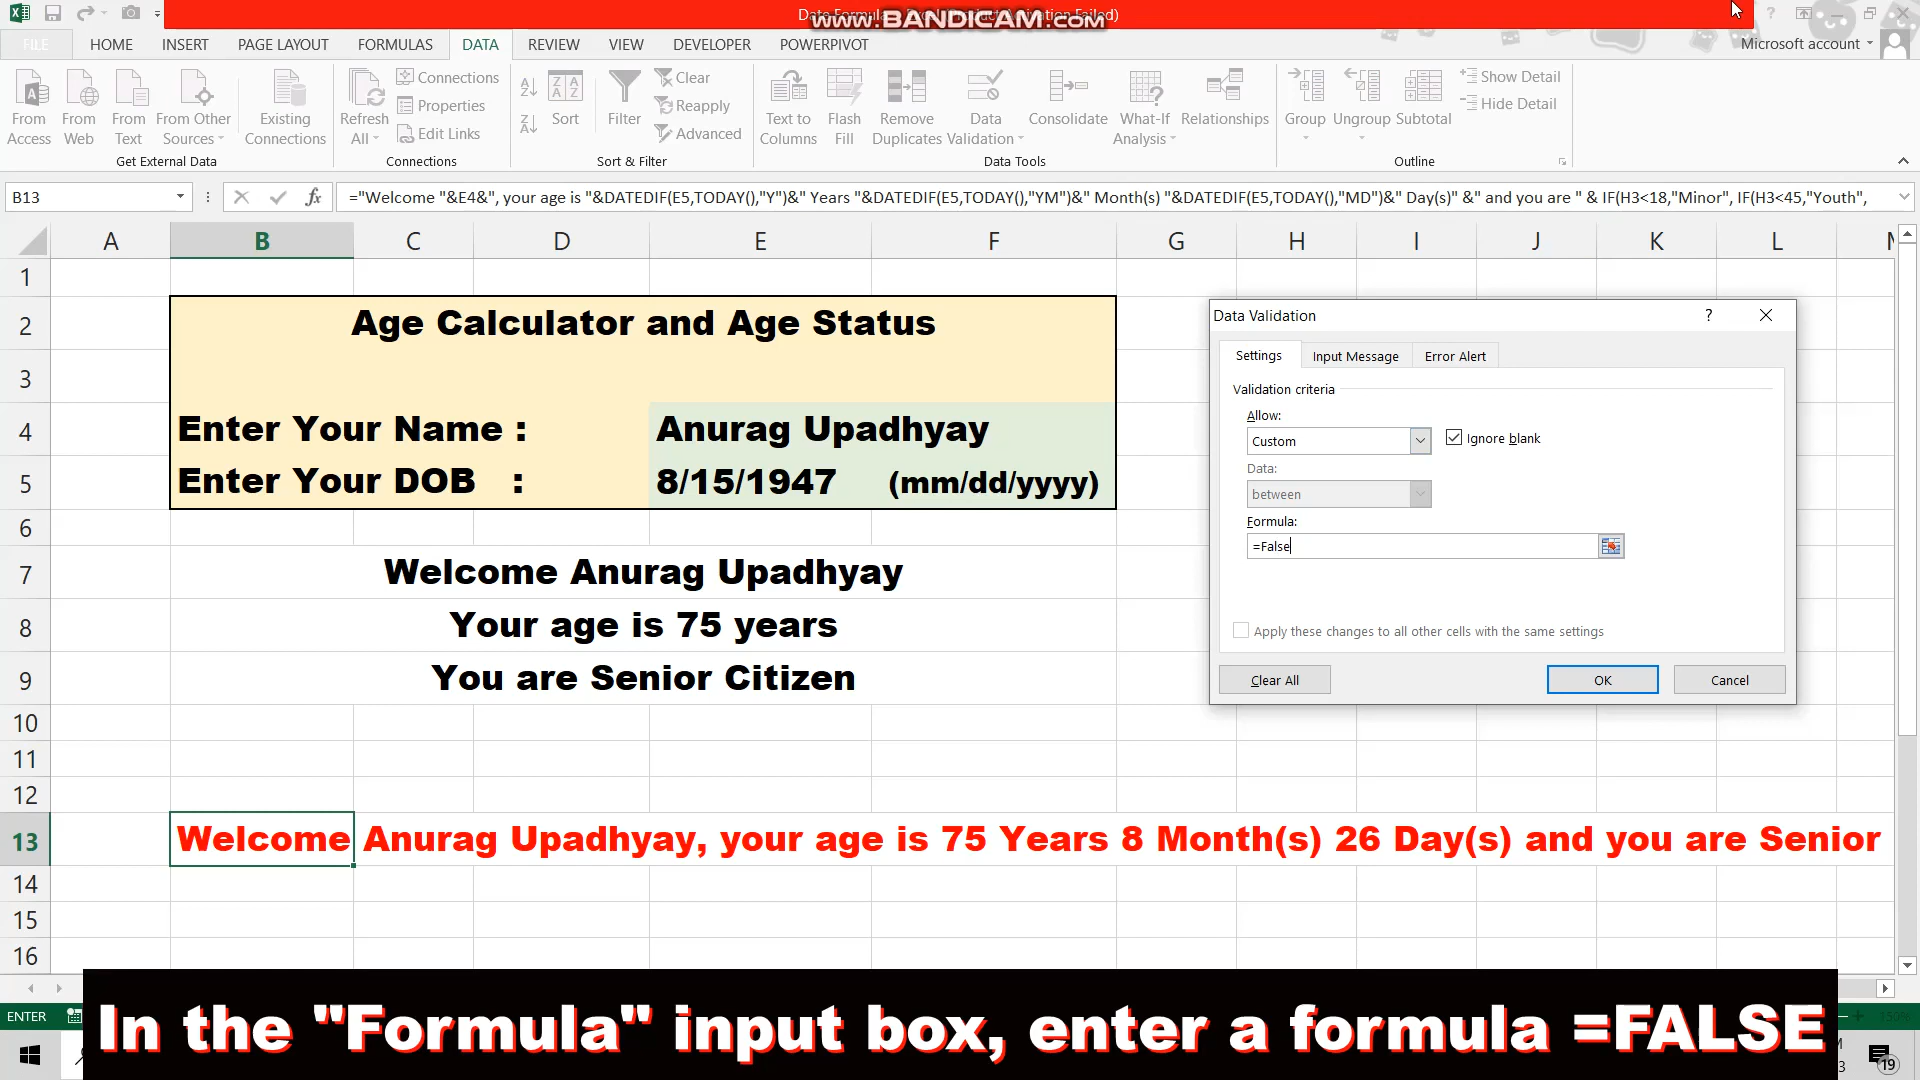 www.BANDICAM.com
FILE HOME INSERT PAGE LAYOUT FORMULAS DATA REVIEW VIEW DEVELOPER POWERPIVOT Microsoft account
From Access From Web From Text From Other Sources Existing Connections Refresh All Connections Properties Edit Links Sort Filter Clear Reapply Advanced Text to Columns Flash Fill Remove Duplicates Data Validation Consolidate What-If Analysis Relationships Group Ungroup Subtotal Show Detail Hide Detail
Get External Data Connections Sort & Filter Data Tools Outline
B13 fx ="Welcome "&E4&", your age is "&DATEDIF(E5,TODAY(),"Y")&" Years "&DATEDIF(E5,TODAY(),"YM")&" Month(s) "&DATEDIF(E5,TODAY(),"MD")&" Day(s)" &" and you are " & IF(H3<18,"Minor", IF(H3<45,"Youth",
A B C D E F G H I J K L
1
2 Age Calculator and Age Status
3
4 Enter Your Name : Anurag Upadhyay
5 Enter Your DOB : 8/15/1947 (mm/dd/yyyy)
6
7 Welcome Anurag Upadhyay
8 Your age is 75 years
9 You are Senior Citizen
10
11
12
13 Welcome Anurag Upadhyay, your age is 75 Years 8 Month(s) 26 Day(s) and you are Senior
14
15
16
Data Validation ?
Settings Input Message Error Alert
Validation criteria
Allow:
Custom Ignore blank
Data:
between
Formula:
=False
Apply these changes to all other cells with the same settings
Clear All OK Cancel
ENTER
In the "Formula" input box, enter a formula =FALSE
19